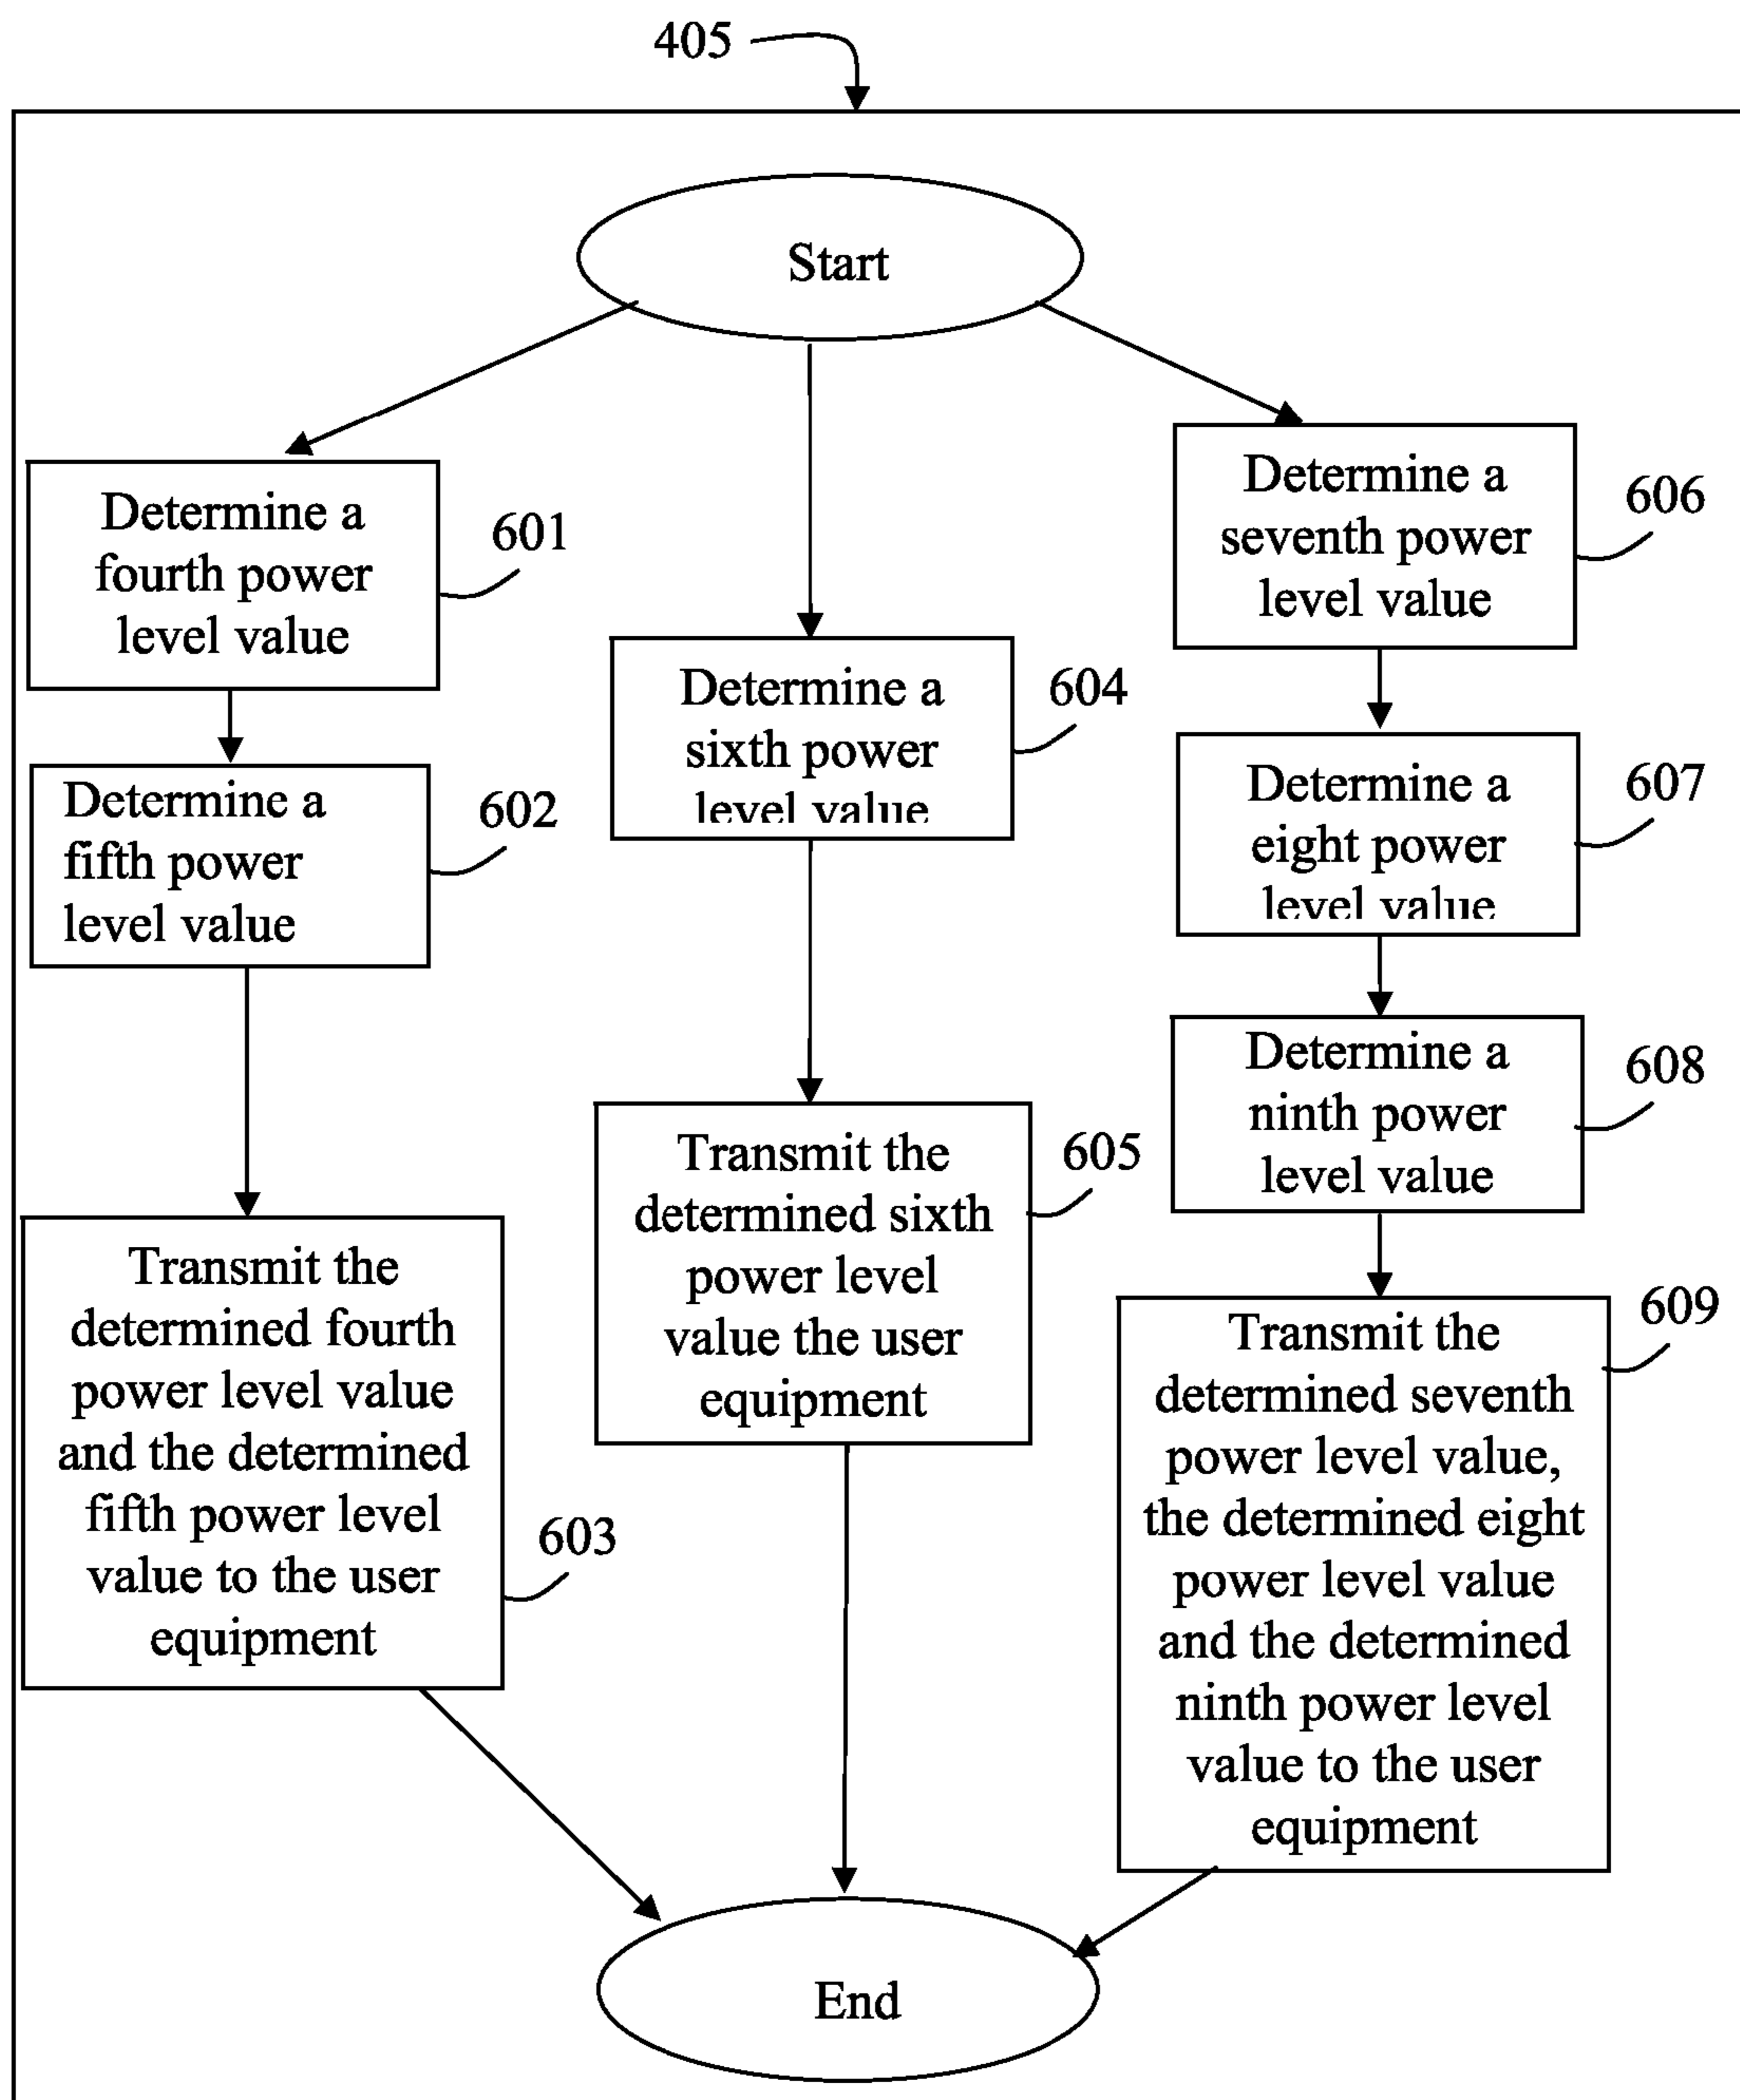 405
Start
Determine a
fourth power
level value
601
Determine a
fifth power
level value
602
Transmit the
determined fourth
power level value
and the determined
fifth power level
value to the user
equipment
603
Determine a
sixth power
level value
604
Transmit the
determined sixth
power level
value the user
equipment
605
Determine a
seventh power
level value
606
Determine a
eight power
level value
607
Determine a
ninth power
level value
608
Transmit the
determined seventh
power level value,
the determined eight
power level value
and the determined
ninth power level
value to the user
equipment
609
End